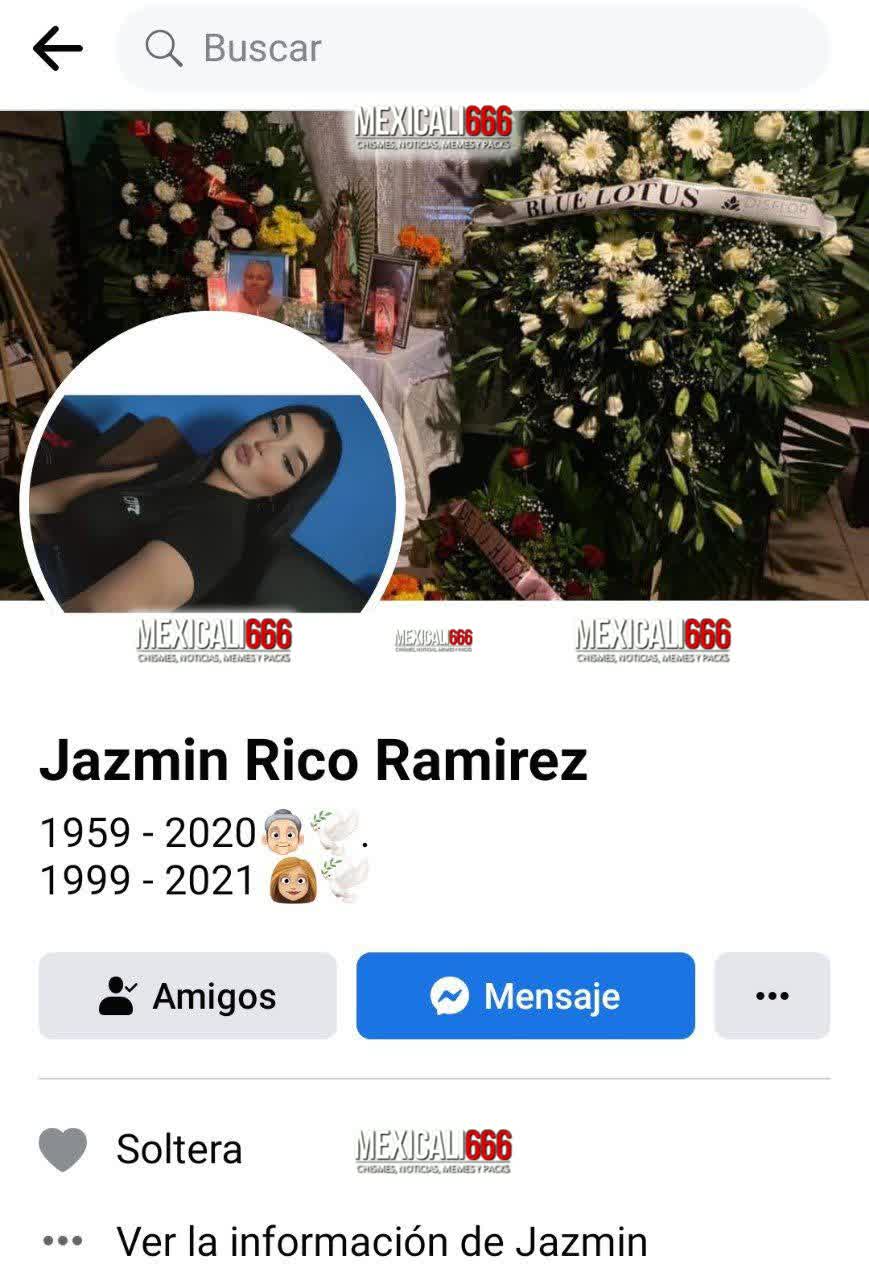 Buscar
MEXICALI666
CHISMES, NOTICIAS, MEMES Y PACKS
BLUE LOTUS
DISFLOR
MEXICALI666
CHISMES, NOTICIAS, MEMES Y PACKS
MEXICALI666
CHISMES, NOTICIAS, MEMES Y PACKS
MEXICALI666
CHISMES, NOTICIAS, MEMES Y PACKS
Jazmin Rico Ramirez
1959 - 2020👵🏻🕊️.
1999 - 2021 👩🏼🕊️
Amigos
Mensaje
Soltera
MEXICALI666
CHISMES, NOTICIAS, MEMES Y PACKS
Ver la información de Jazmin